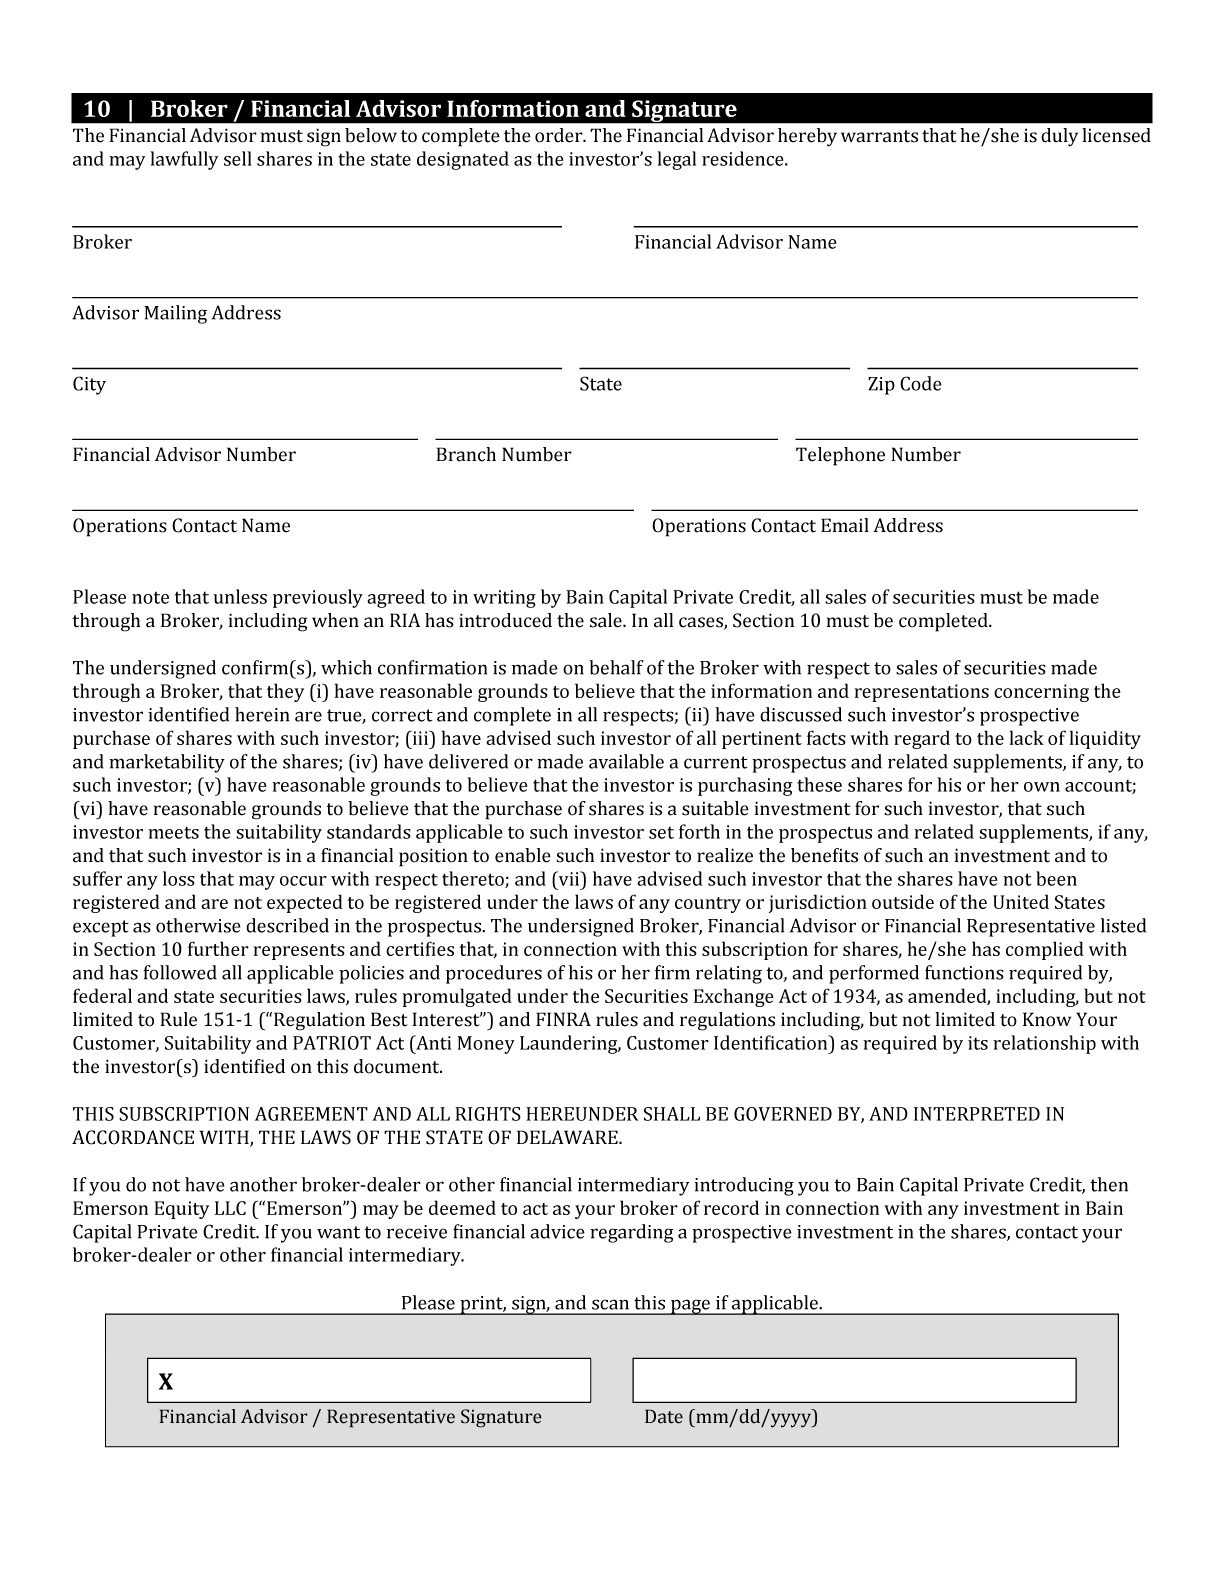 10 | Broker / Financial Advisor Information and Signature
The Financial Advisor must sign below to complete the order. The Financial Advisor hereby warrants that he/she is duly licensed
and may lawfully sell shares in the state designated as the investor’s legal residence.
Broker Financial Advisor Name
Advisor Mailing Address
City State Zip Code
Financial Advisor Number Branch Number Telephone Number
Operations Contact Name Operations Contact Email Address
Please note that unless previously agreed to in writing by Bain Capital Private Credit, all sales of securities must be made
through a Broker, including when an RIA has introduced the sale. In all cases, Section 10 must be completed.
The undersigned confirm(s), which confirmation is made on behalf of the Broker with respect to sales of securities made
through a Broker, that they (i) have reasonable grounds to believe that the information and representations concerning the
investor identified herein are true, correct and complete in all respects; (ii) have discussed such investor’s prospective
purchase of shares with such investor; (iii) have advised such investor of all pertinent facts with regard to the lack of liquidity
and marketability of the shares; (iv) have delivered or made available a current prospectus and related supplements, if any, to
such investor; (v) have reasonable grounds to believe that the investor is purchasing these shares for his or her own account;
(vi) have reasonable grounds to believe that the purchase of shares is a suitable investment for such investor, that such
investor meets the suitability standards applicable to such investor set forth in the prospectus and related supplements, if any,
and that such investor is in a financial position to enable such investor to realize the benefits of such an investment and to
suffer any loss that may occur with respect thereto; and (vii) have advised such investor that the shares have not been
registered and are not expected to be registered under the laws of any country or jurisdiction outside of the United States
except as otherwise described in the prospectus. The undersigned Broker, Financial Advisor or Financial Representative listed
in Section 10 further represents and certifies that, in connection with this subscription for shares, he/she has complied with
and has followed all applicable policies and procedures of his or her firm relating to, and performed functions required by,
federal and state securities laws, rules promulgated under the Securities Exchange Act of 1934, as amended, including, but not
limited to Rule 151-1 (“Regulation Best Interest”) and FINRA rules and regulations including, but not limited to Know Your
Customer, Suitability and PATRIOT Act (Anti Money Laundering, Customer Identification) as required by its relationship with
the investor(s) identified on this document.
THIS SUBSCRIPTION AGREEMENT AND ALL RIGHTS HEREUNDER SHALL BE GOVERNED BY, AND INTERPRETED IN
ACCORDANCE WITH, THE LAWS OF THE STATE OF DELAWARE.
If you do not have another broker-dealer or other financial intermediary introducing you to Bain Capital Private Credit, then
Emerson Equity LLC (“Emerson”) may be deemed to act as your broker of record in connection with any investment in Bain
Capital Private Credit. If you want to receive financial advice regarding a prospective investment in the shares, contact your
broker-dealer or other financial intermediary.
Please print, sign, and scan this page if applicable.
X
Financial Advisor / Representative Signature Date (mm/dd/yyyy)